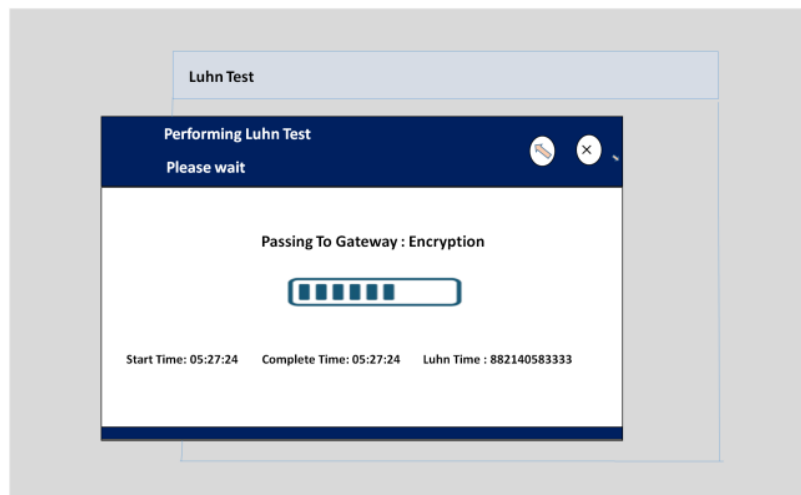 Luhn Test
Performing Luhn Test
Please wait
Passing To Gateway : Encryption
Start Time: 05:27:24 Complete Time: 05:27:24 Luhn Time : 882140583333